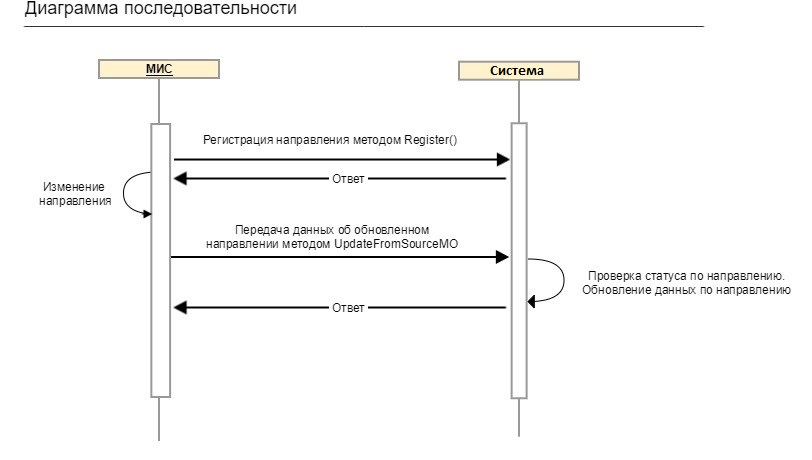 Диаграмма последовательности
МИС
Система
Регистрация направления методом Register()
Ответ
Изменение
направления
Передача данных об обновленном
направлении методом UpdateFromSourceMO
Проверка статуса по направлению.
Обновление данных по направлению
Ответ